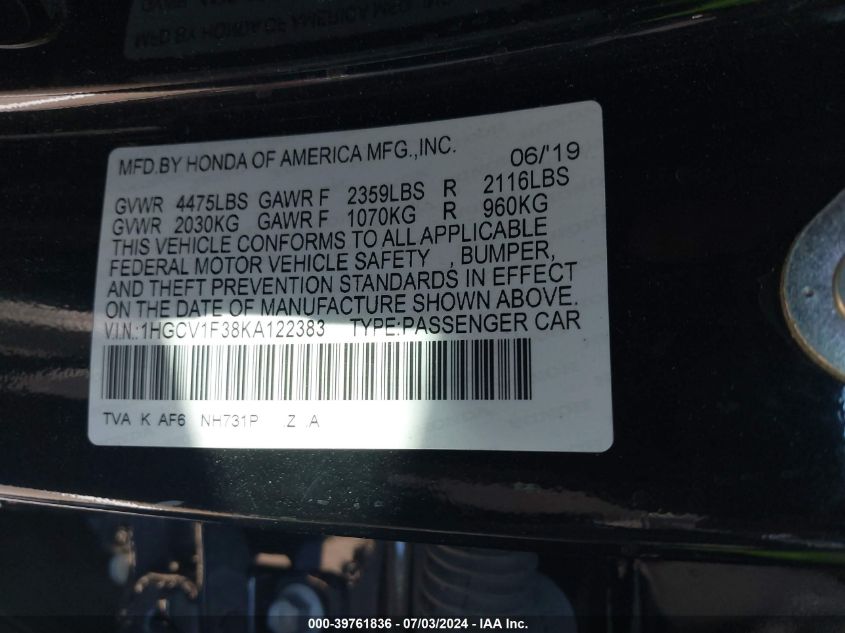 MFD.BY HONDA OF AMERICA MFG.,INC. 06/'19
GVWR 4475LBS GAWR F 2359LBS R 2116LBS
GVWR 2030KG GAWR F 1070KG R 960KG
THIS VEHICLE CONFORMS TO ALL APPLICABLE
FEDERAL MOTOR VEHICLE SAFETY , BUMPER,
AND THEFT PREVENTION STANDARDS IN EFFECT
ON THE DATE OF MANUFACTURE SHOWN ABOVE.
V.I.N.:1HGCV1F38KA122383 TYPE:PASSENGER CAR
TVA K AF6 NH731P .Z .A
000-39761836 - 07/03/2024 - IAA Inc.